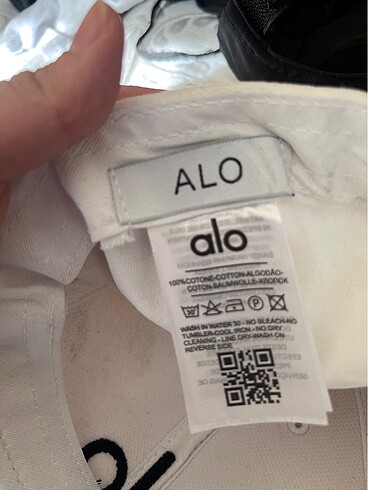 ALO
alo
100%COTONE-COTTON-ALGODÃO-
COTON-BAUMWOLLE-ХЛОПОК
WASH IN WATER 30 - NO BLEACH-NO
TUMBLER-COOL IRON - NO DRY
CLEANING - LINE DRY-WASH ON
REVERSE SIDE